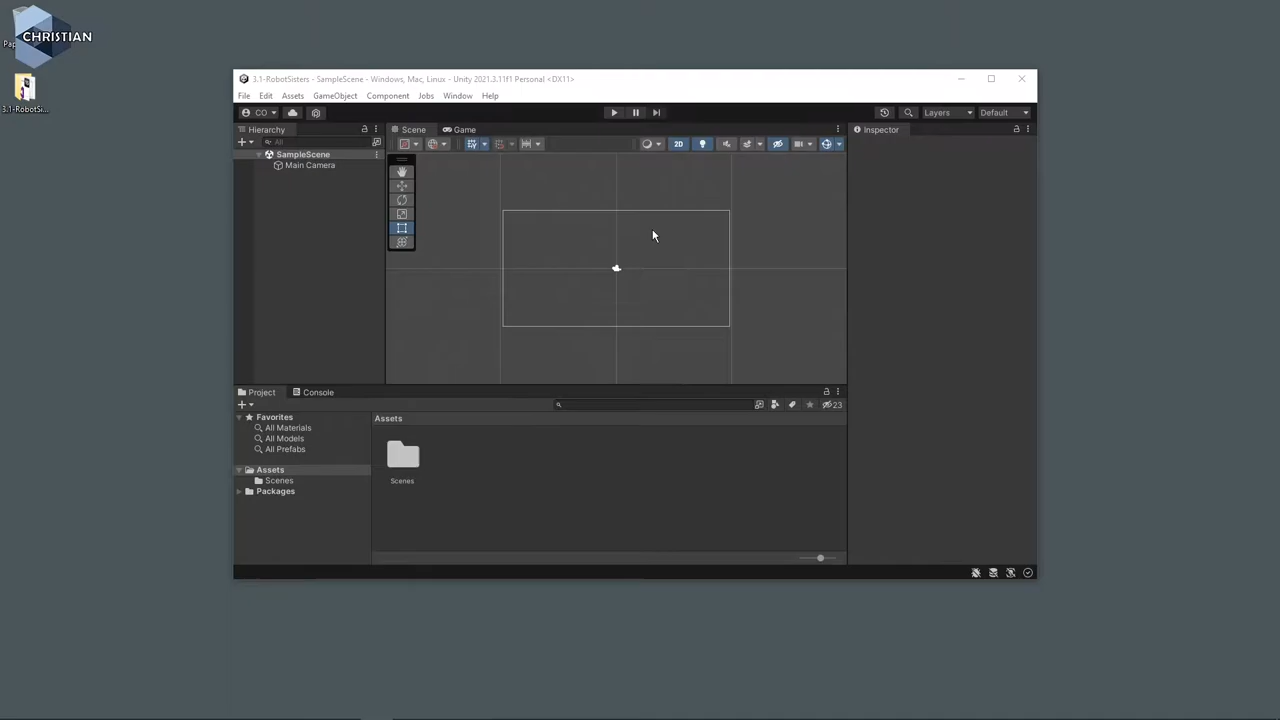 CHRISTIAN
3.1-RobotSi...
3.1-RobotSisters - SampleScene - Windows, Mac, Linux - Unity 2021.3.11f1 Personal <DX11>
File Edit Assets GameObject Component Jobs Window Help
CO Layers Default
Hierarchy
All
SampleScene
Main Camera
Scene Game
2D
Inspector
Project Console
23
Favorites
All Materials
All Models
All Prefabs
Assets
Scenes
Packages
Assets
Scenes